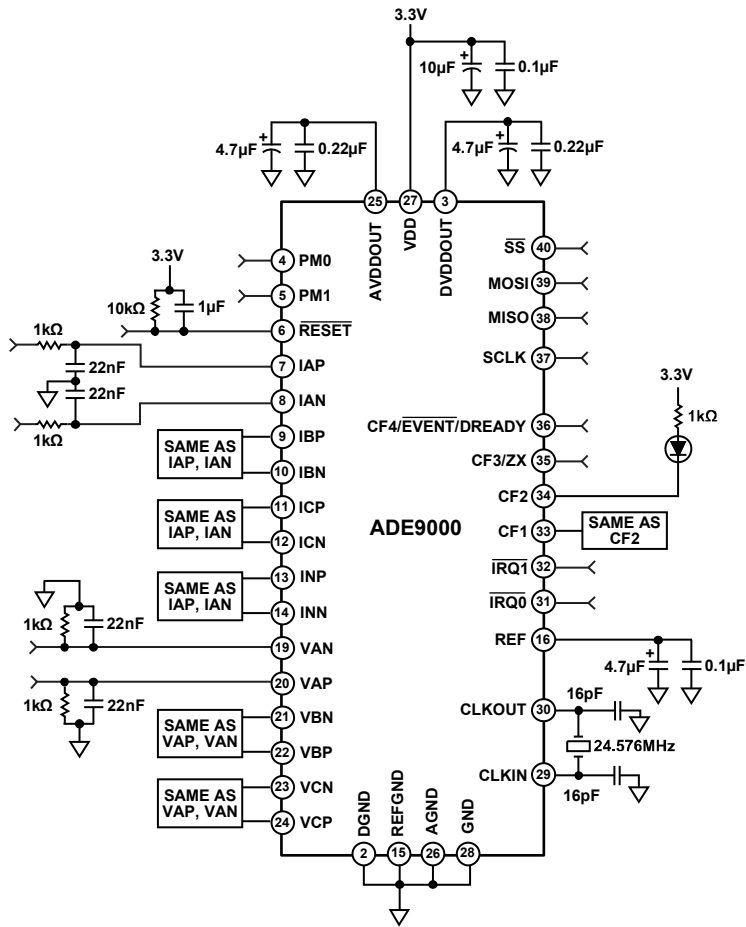 3.3V
10µF
+
0.1µF
4.7µF
+
0.22µF
4.7µF
+
0.22µF
25
27
3
AVDDOUT
VDD
DVDDOUT
4 PM0
5 PM1
3.3V
10kΩ
1µF
6 RESET
1kΩ
7 IAP
22nF
22nF
8 IAN
1kΩ
SAME AS
IAP, IAN
9 IBP
10 IBN
SAME AS
IAP, IAN
11 ICP
12 ICN
SAME AS
IAP, IAN
13 INP
14 INN
1kΩ
22nF
19 VAN
20 VAP
1kΩ
22nF
SAME AS
VAP, VAN
21 VBN
22 VBP
SAME AS
VAP, VAN
23 VCN
24 VCP
ADE9000
SS 40
MOSI 39
MISO 38
SCLK 37
3.3V
1kΩ
CF4/EVENT/DREADY 36
CF3/ZX 35
CF2 34
CF1 33
SAME AS
CF2
IRQ1 32
IRQ0 31
REF 16
4.7µF
+
0.1µF
CLKOUT 30
16pF
24.576MHz
CLKIN 29
16pF
DGND
REFGND
AGND
GND
2
15
26
28